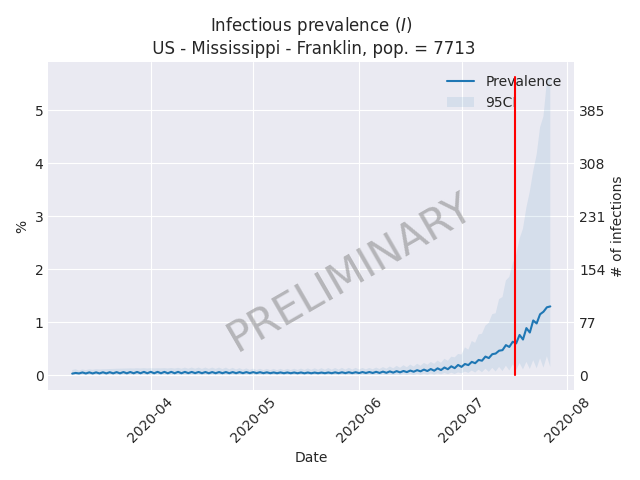 Infectious prevalence (I)
US - Mississippi - Franklin, pop. = 7713
Prevalence
95CI
5
4
3
2
1
0
%
385
308
231
154
77
0
# of infections
PRELIMINARY
2020-04
2020-05
2020-06
2020-07
2020-08
Date